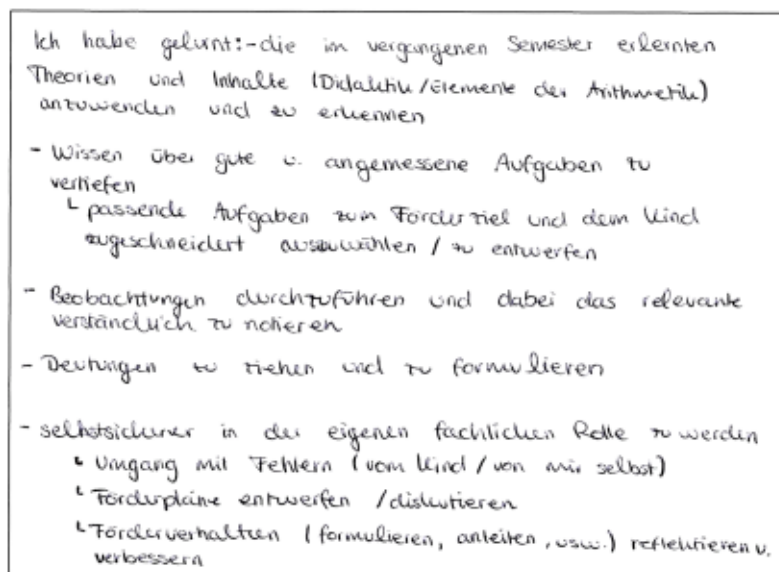 Ich habe gelernt:-die im vergangenen Semester erlernten
Theorien und Inhalte (Didaktik/Elemente der Arithmetik)
anzuwenden und zu erkennen
- Wissen über gute u. angemessene Aufgaben zu
vertiefen
└ passende Aufgaben zum Förderziel und dem Kind
zugeschneidert auszuwählen / zu entwerfen
- Beobachtungen durchzuführen und dabei das relevante
verständlich zu notieren
- Deutungen zu ziehen und zu formulieren
- selbstsicherer in der eigenen fachlichen Rolle zu werden
└ Umgang mit Fehlern (vom Kind / von mir selbst)
└ Förderpläne entwerfen / diskutieren
└ Förderverhalten (formulieren, anleiten, usw.) reflektieren u.
verbessern